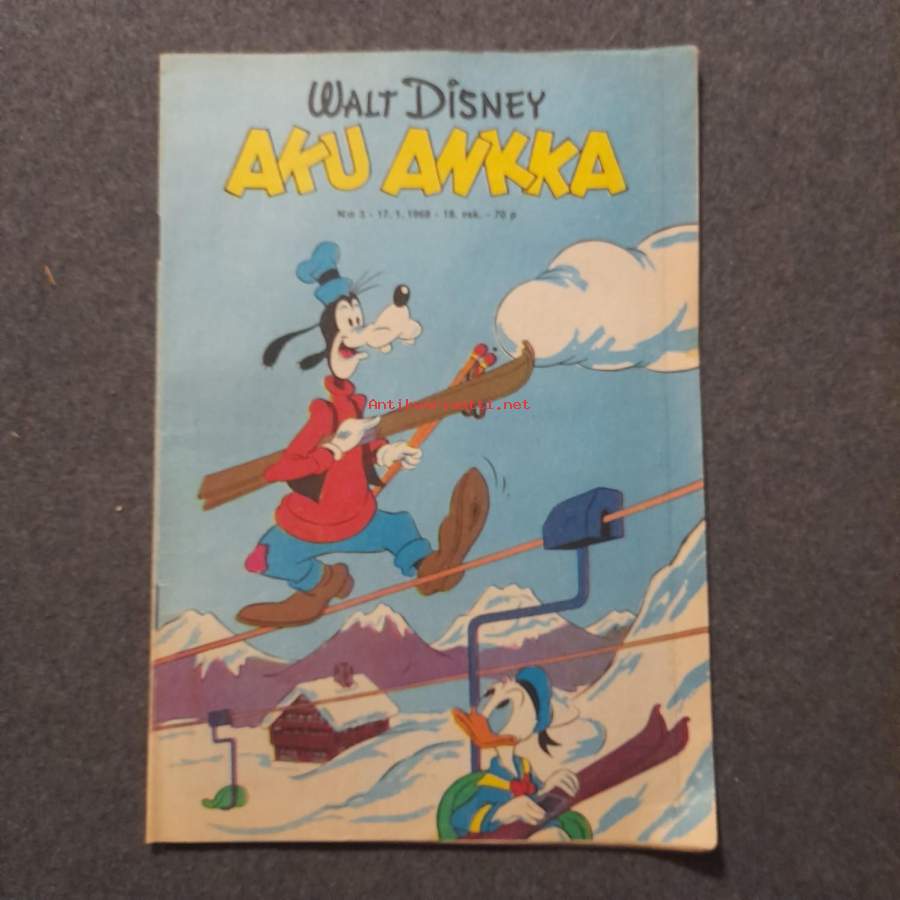 WALT DISNEY
AKU ANKKA
N:o 3 - 17. 1. 1968 - 18. vsk. - 70 p
Antikvariaatti.net